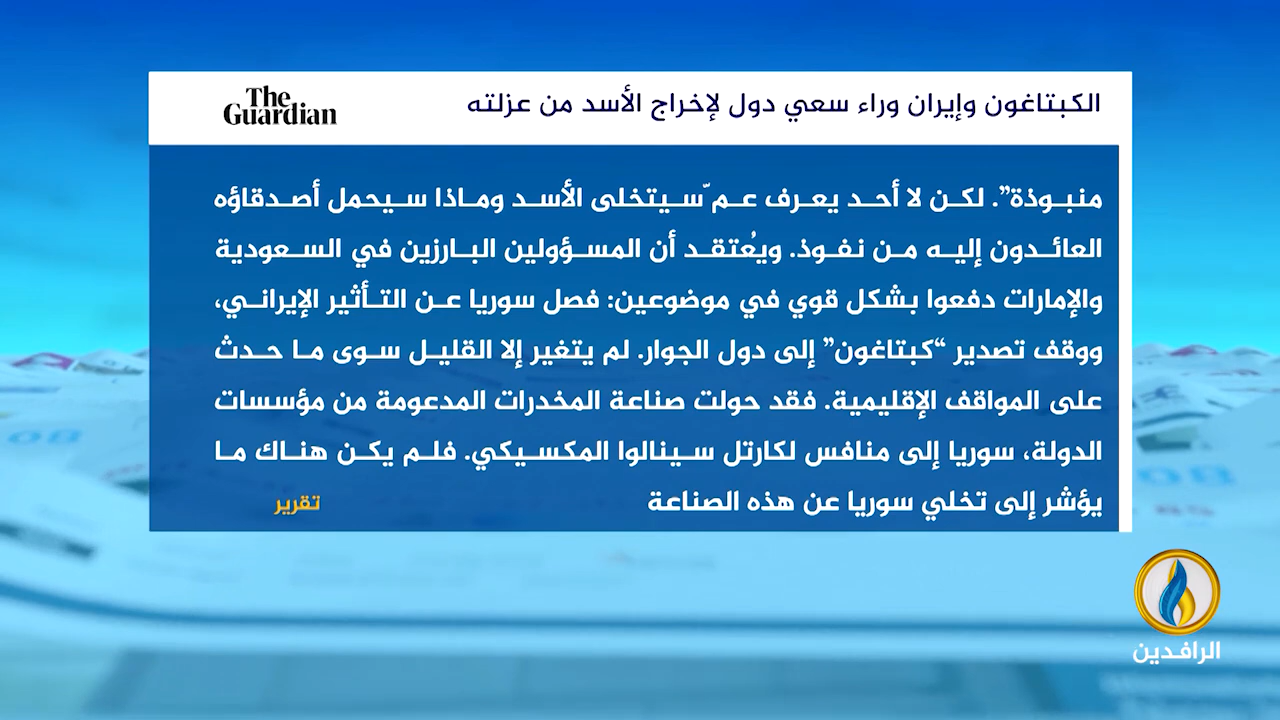 الكبتاغون وإيران وراء سعي دول لإخراج الأسد من عزلته
The
Guardian
منبوذة”. لكن لا أحد يعرف عمّ سيتخلى الأسد وماذا سيحمل أصدقاؤه
العائدون إليه من نفوذ. ويُعتقد أن المسؤولين البارزين في السعودية
والإمارات دفعوا بشكل قوي في موضوعين: فصل سوريا عن التأثير الإيراني،
ووقف تصدير “كبتاغون” إلى دول الجوار. لم يتغير إلا القليل سوى ما حدث
على المواقف الإقليمية. فقد حولت صناعة المخدرات المدعومة من مؤسسات
الدولة، سوريا إلى منافس لكارتل سينالوا المكسيكي. فلم يكن هناك ما
يؤشر إلى تخلي سوريا عن هذه الصناعة
تقرير
الرافدين